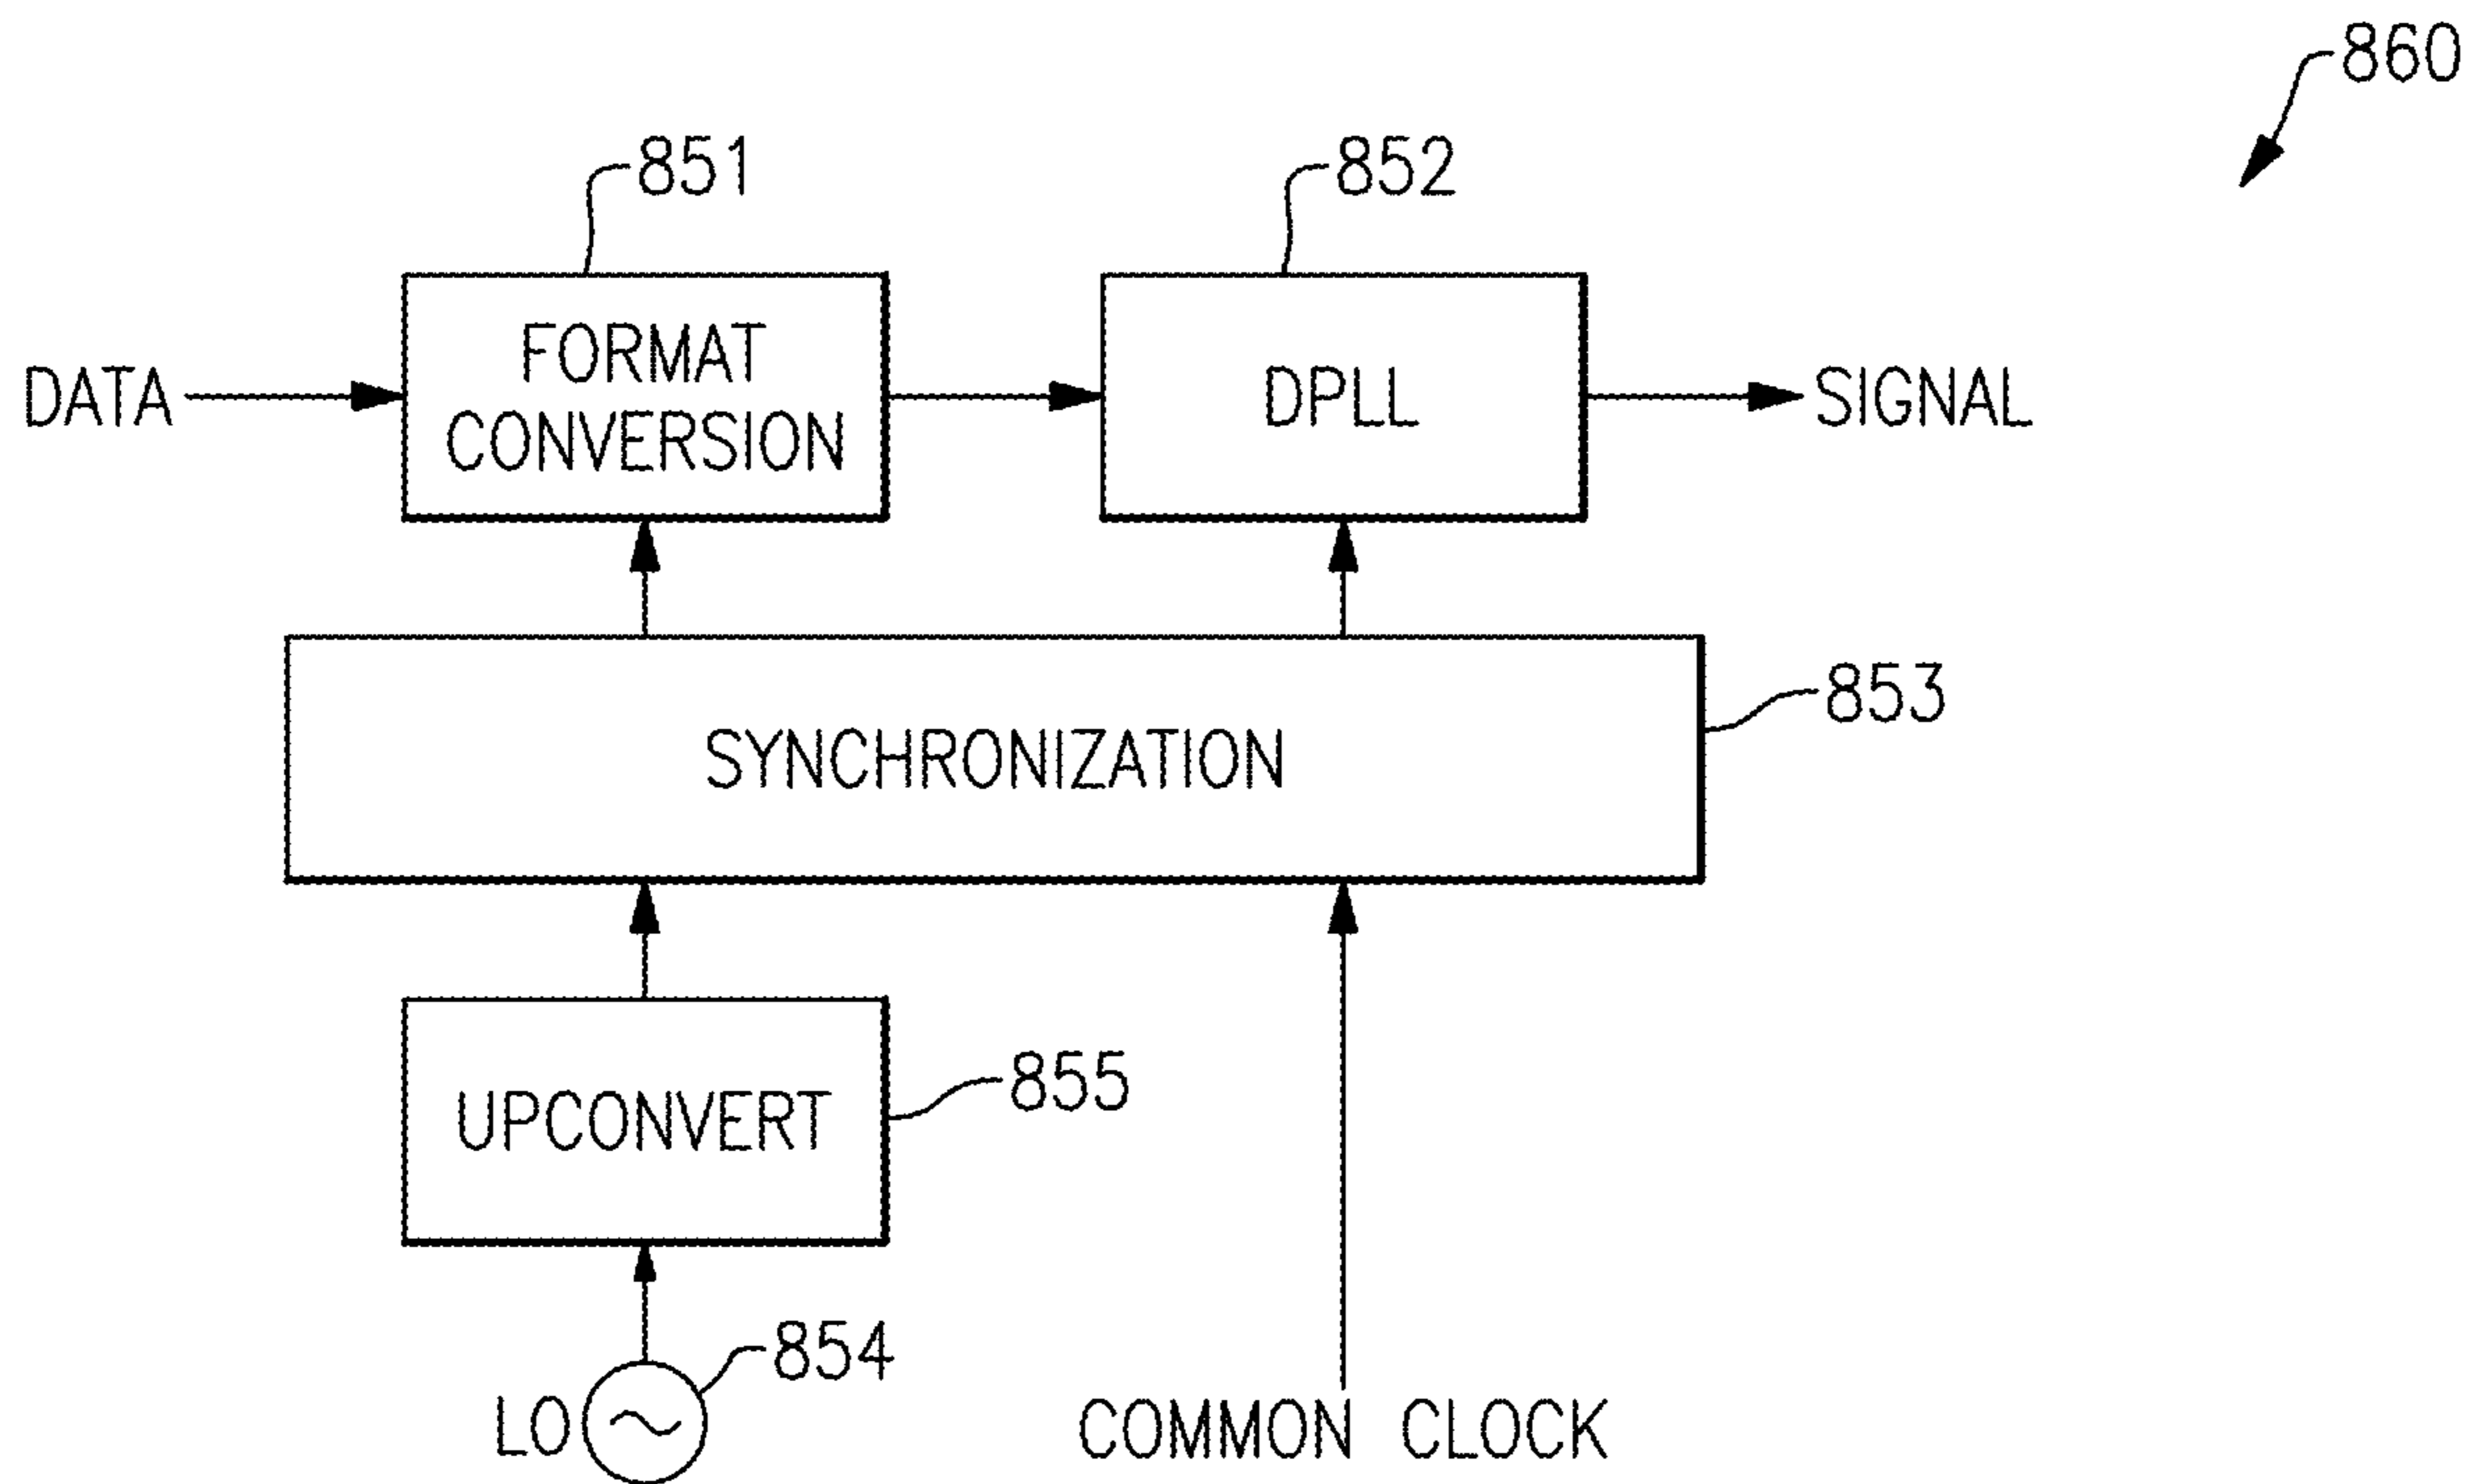 860
851
852
DATA
FORMAT
CONVERSION
DPLL
SIGNAL
SYNCHRONIZATION
853
UPCONVERT
855
854
LO
COMMON CLOCK